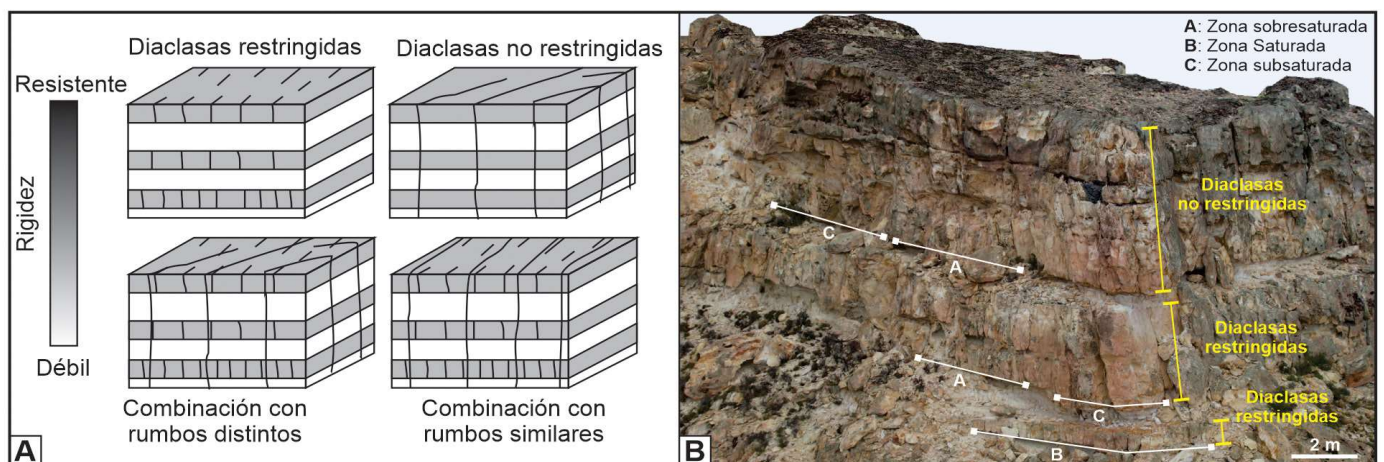 Diaclasas restringidas
Diaclasas no restringidas
Resistente
Rigidez
Débil
Combinación con
rumbos distintos
Combinación con
rumbos similares
A
A: Zona sobresaturada
B: Zona Saturada
C: Zona subsaturada
Diaclasas
no restringidas
C
A
Diaclasas
restringidas
A
C
Diaclasas
restringidas
B
2 m
B